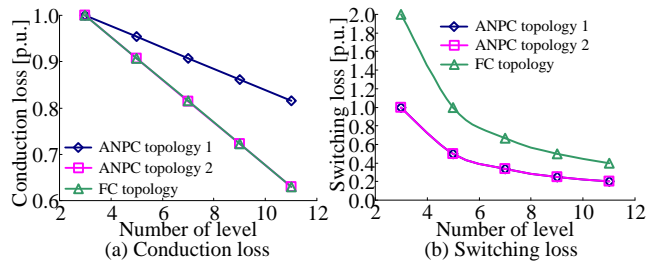 Conduction loss [p.u.]
1.0
0.9
0.8
0.7
0.6
ANPC topology 1
ANPC topology 2
FC topology
2 4 6 8 10 12
Number of level
(a) Conduction loss
Switching loss [p.u.]
2.0
1.8
1.6
1.4
1.2
1.0
0.8
0.6
0.4
0.2
0.0
ANPC topology 1
ANPC topology 2
FC topology
2 4 6 8 10 12
Number of level
(b) Switching loss